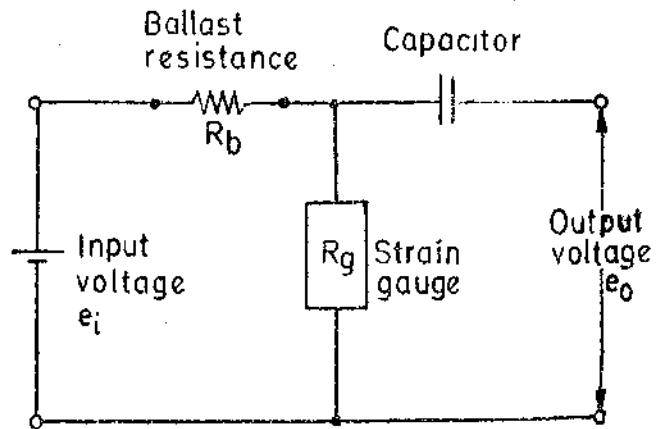 Ballast
resistance
Capacitor
Rb
Input
voltage
ei
Rg
Strain
gauge
Output
voltage
eo